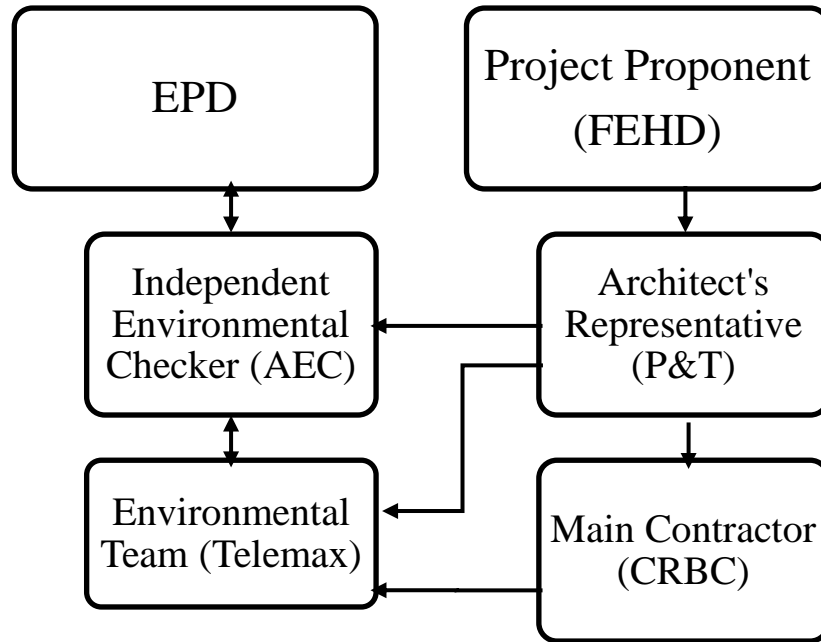 EPD
Project Proponent
(FEHD)
Independent
Environmental
Checker (AEC)
Architect's
Representative
(P&T)
Environmental
Team (Telemax)
Main Contractor
(CRBC)